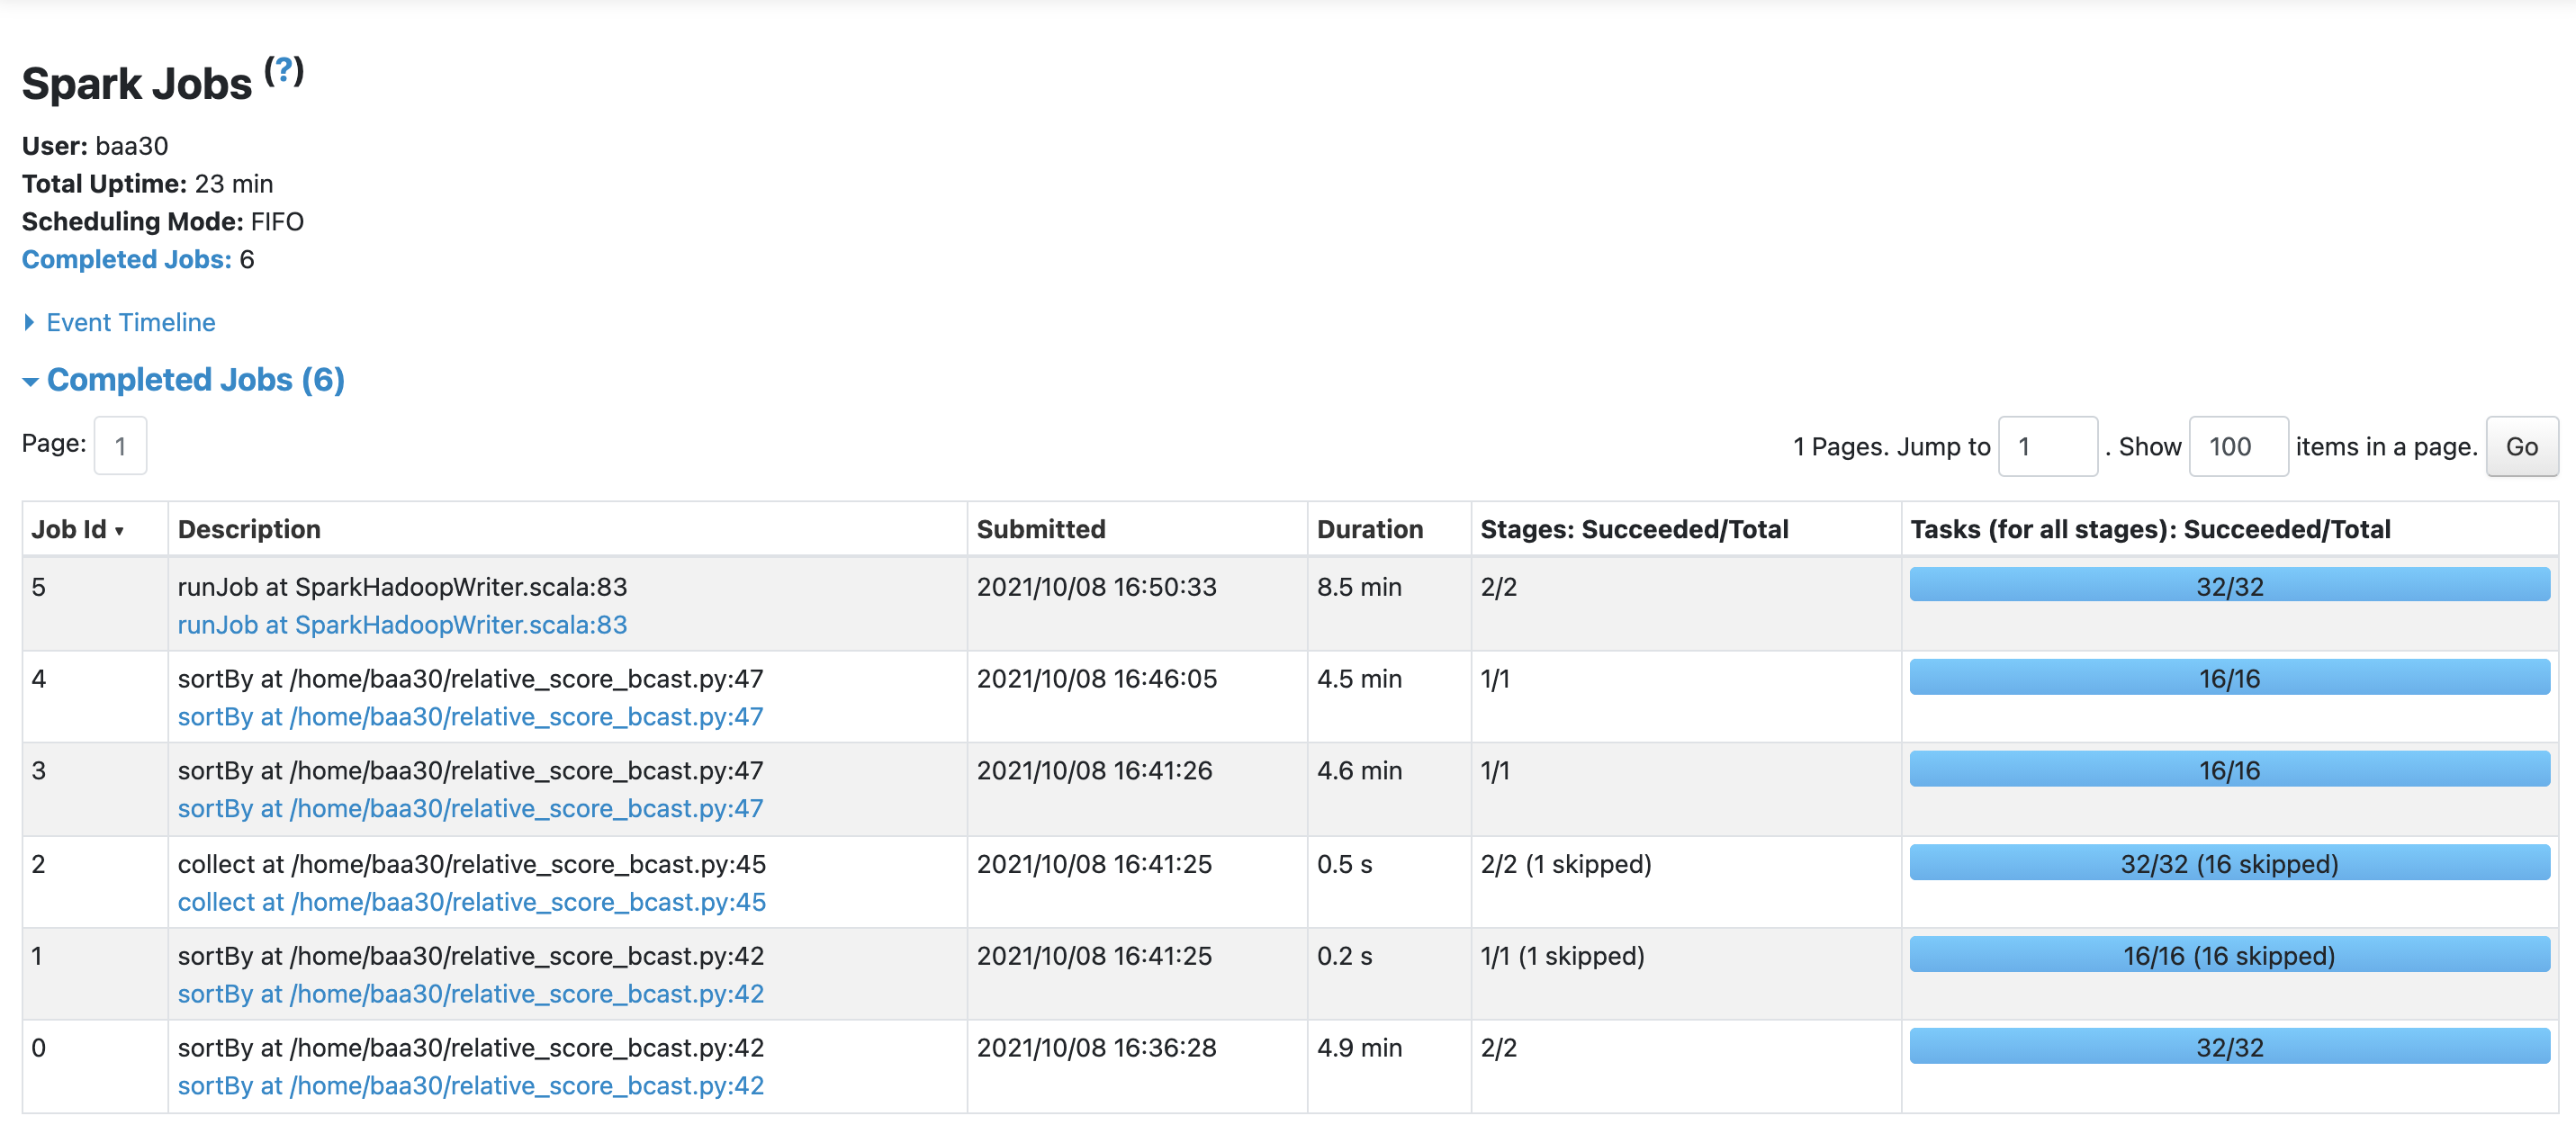 Spark Jobs (?)
User: baa30
Total Uptime: 23 min
Scheduling Mode: FIFO
Completed Jobs: 6
Event Timeline
Completed Jobs (6)
Page: 1 1 Pages. Jump to 1 . Show 100 items in a page. Go
Job Id ▾ Description Submitted Duration Stages: Succeeded/Total Tasks (for all stages): Succeeded/Total
5 runJob at SparkHadoopWriter.scala:83 2021/10/08 16:50:33 8.5 min 2/2 32/32
runJob at SparkHadoopWriter.scala:83
4 sortBy at /home/baa30/relative_score_bcast.py:47 2021/10/08 16:46:05 4.5 min 1/1 16/16
sortBy at /home/baa30/relative_score_bcast.py:47
3 sortBy at /home/baa30/relative_score_bcast.py:47 2021/10/08 16:41:26 4.6 min 1/1 16/16
sortBy at /home/baa30/relative_score_bcast.py:47
2 collect at /home/baa30/relative_score_bcast.py:45 2021/10/08 16:41:25 0.5 s 2/2 (1 skipped) 32/32 (16 skipped)
collect at /home/baa30/relative_score_bcast.py:45
1 sortBy at /home/baa30/relative_score_bcast.py:42 2021/10/08 16:41:25 0.2 s 1/1 (1 skipped) 16/16 (16 skipped)
sortBy at /home/baa30/relative_score_bcast.py:42
0 sortBy at /home/baa30/relative_score_bcast.py:42 2021/10/08 16:36:28 4.9 min 2/2 32/32
sortBy at /home/baa30/relative_score_bcast.py:42